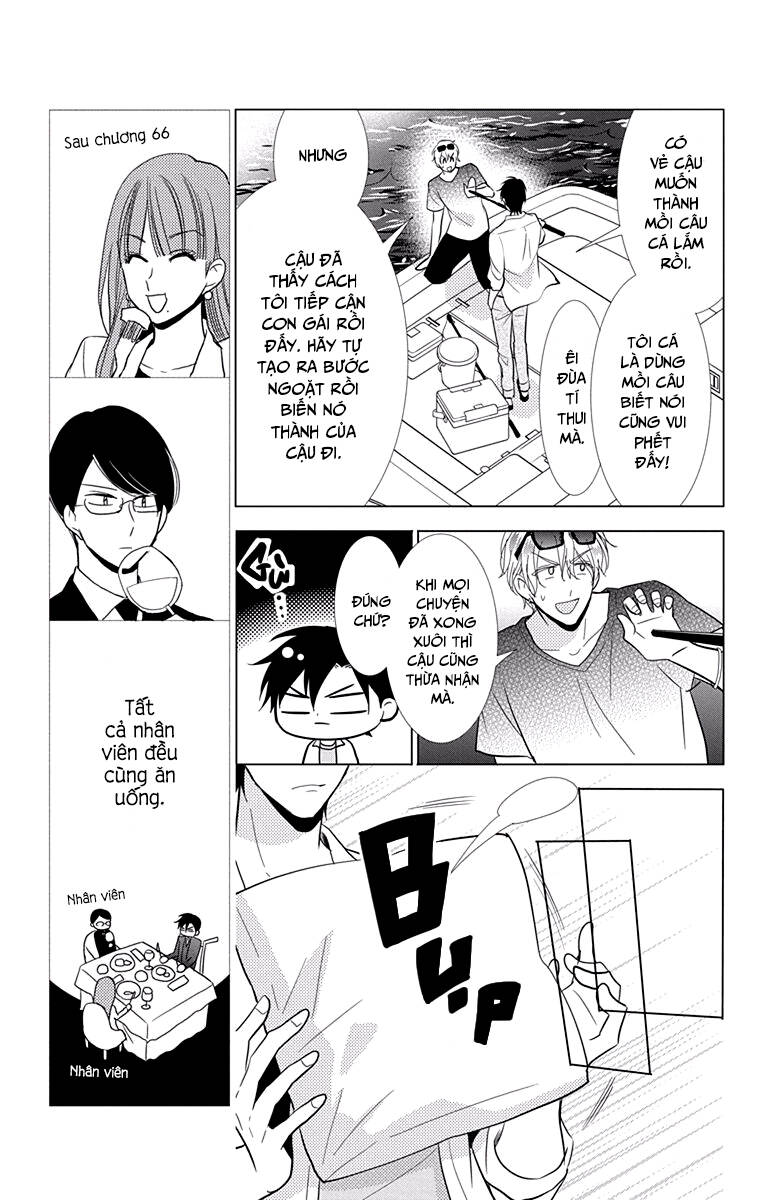 Sau chương 66
Tất
cả nhân
viên đều
cùng ăn
uống.
Nhân viên
Nhân viên
CÓ
VẺ CẬU
MUỐN
THÀNH
MỒI CÂU
CÁ LẮM
RỒI.
TÔI CÁ
LÀ DÙNG
MỒI CÂU
BIẾT NÓI
CŨNG VUI
PHẾT
ĐẤY!
ÊI
ĐÙA
TÍ
THUI
MÀ.
NHƯNG
CẬU ĐÃ
THẤY CÁCH
TÔI TIẾP CẬN
CON GÁI RỒI
ĐẤY. HÃY TỰ
TẠO RA BƯỚC
NGOẶT RỒI
BIẾN NÓ
THÀNH CỦA
CẬU ĐI.
KHI MỌI
CHUYỆN
ĐÃ XONG
XUÔI THÌ
CẬU CŨNG
THỪA NHẬN
MÀ.
ĐÚNG
CHỨ?
GỪ...
BỤP